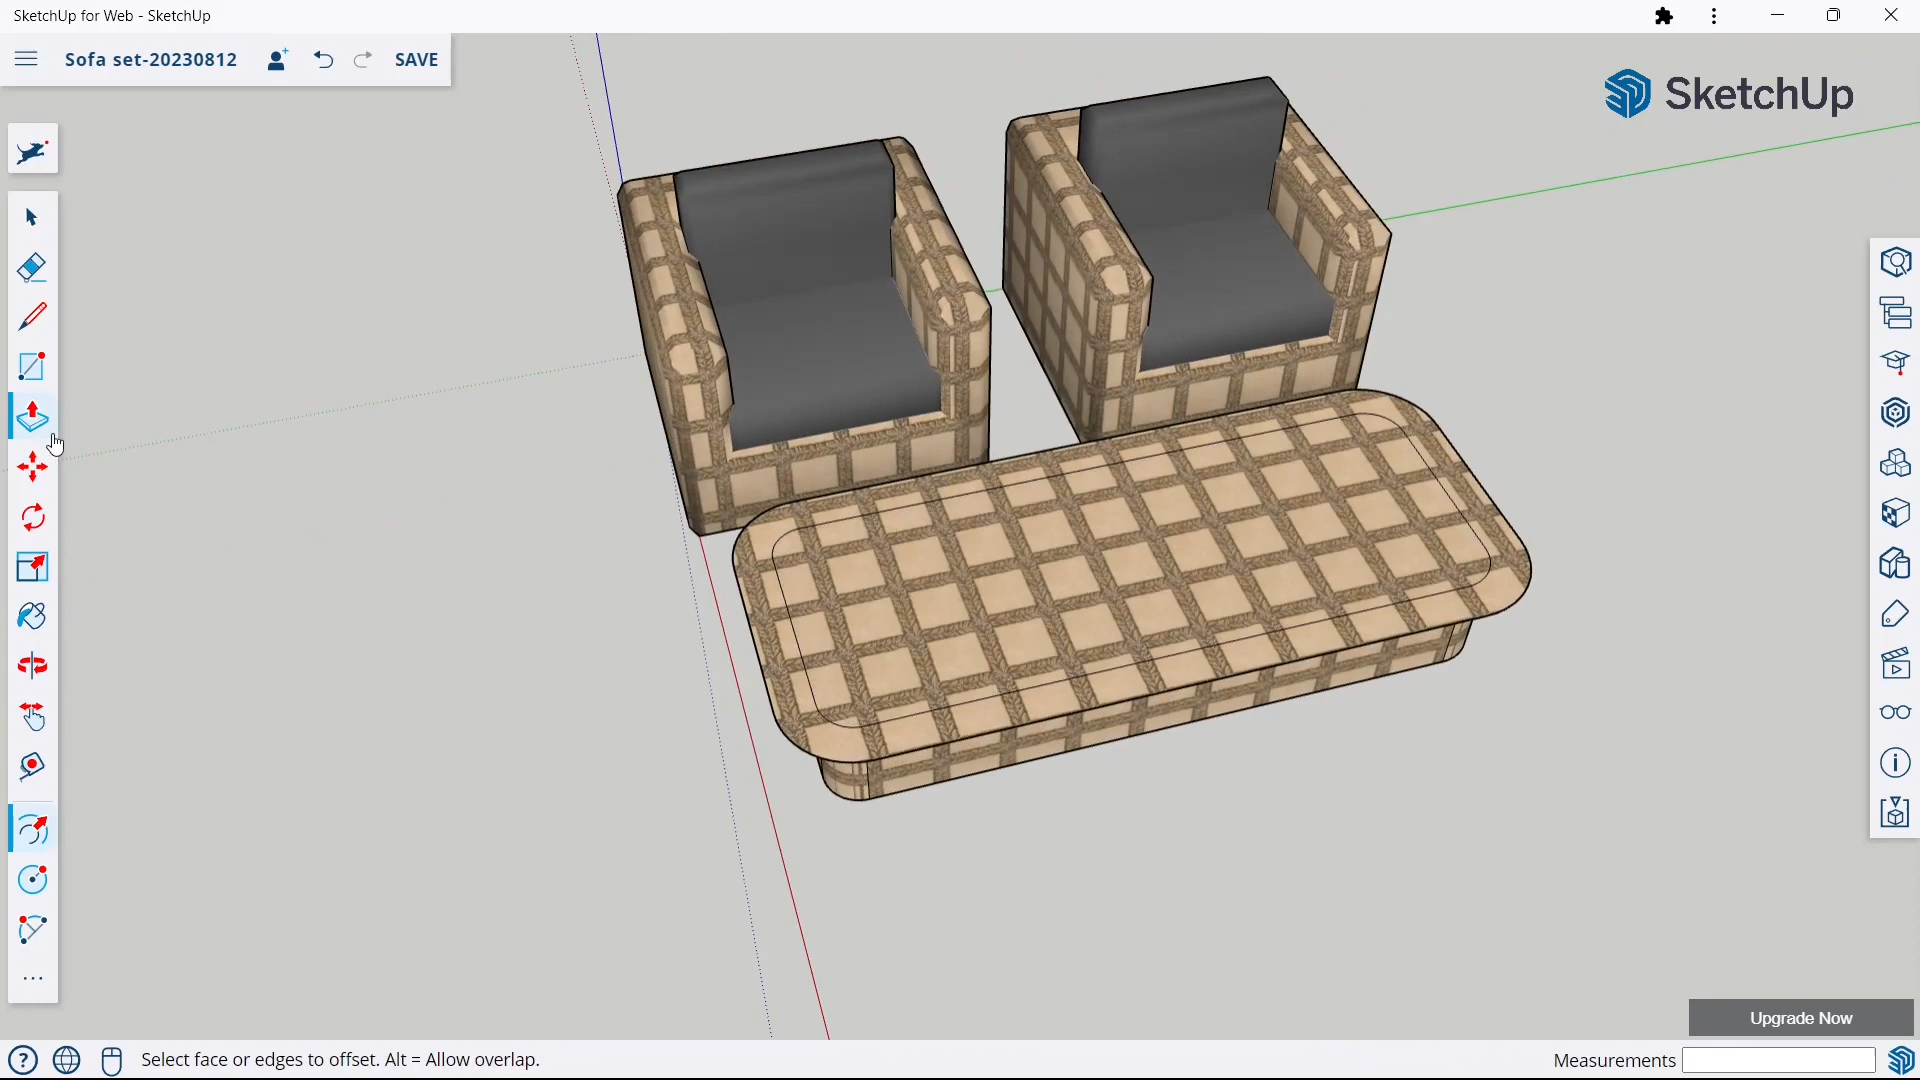 SketchUp for Web - SketchUp
Sofa set-20230812
SAVE
SketchUp
Upgrade Now
Select face or edges to offset. Alt = Allow overlap.
Measurements